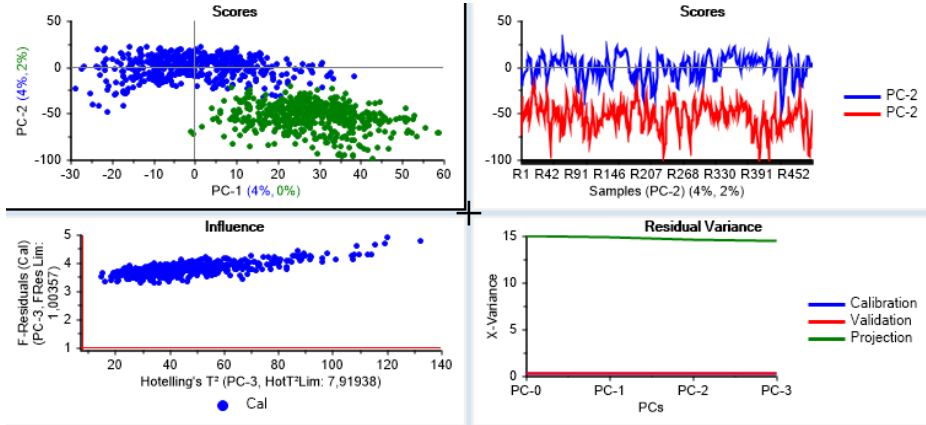 Scores
50
0
-50
-100
PC-2 (4%, 2%)
-30 -20 -10 0 10 20 30 40 50 60
PC-1 (4%, 0%)
Scores
50
0
-50
-100
R1 R42 R91 R146 R207 R268 R330 R391 R452
Samples (PC-2) (4%, 2%)
PC-2
PC-2
Influence
5
4
3
2
1
F-Residuals (Cal)
(PC-3, FRes Lim:
1,00357)
20 40 60 80 100 120 140
Hotelling's T² (PC-3, HotT²Lim: 7,91938)
Cal
Residual Variance
15
10
5
0
X-Variance
PC-0 PC-1 PC-2 PC-3
PCs
Calibration
Validation
Projection